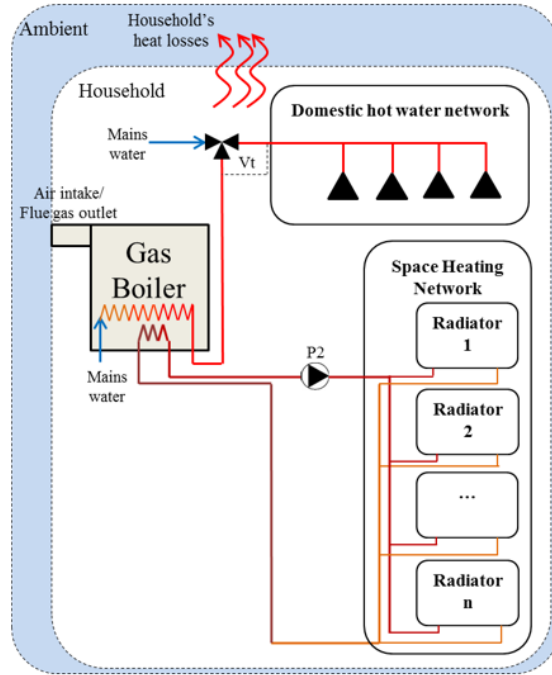 Ambient
Household's
heat losses
Household
Domestic hot water network
Mains
water
Vt
Air intake/
Flue gas outlet
Gas
Boiler
Space Heating
Network
Radiator
1
P2
Mains
water
Radiator
2
...
Radiator
n